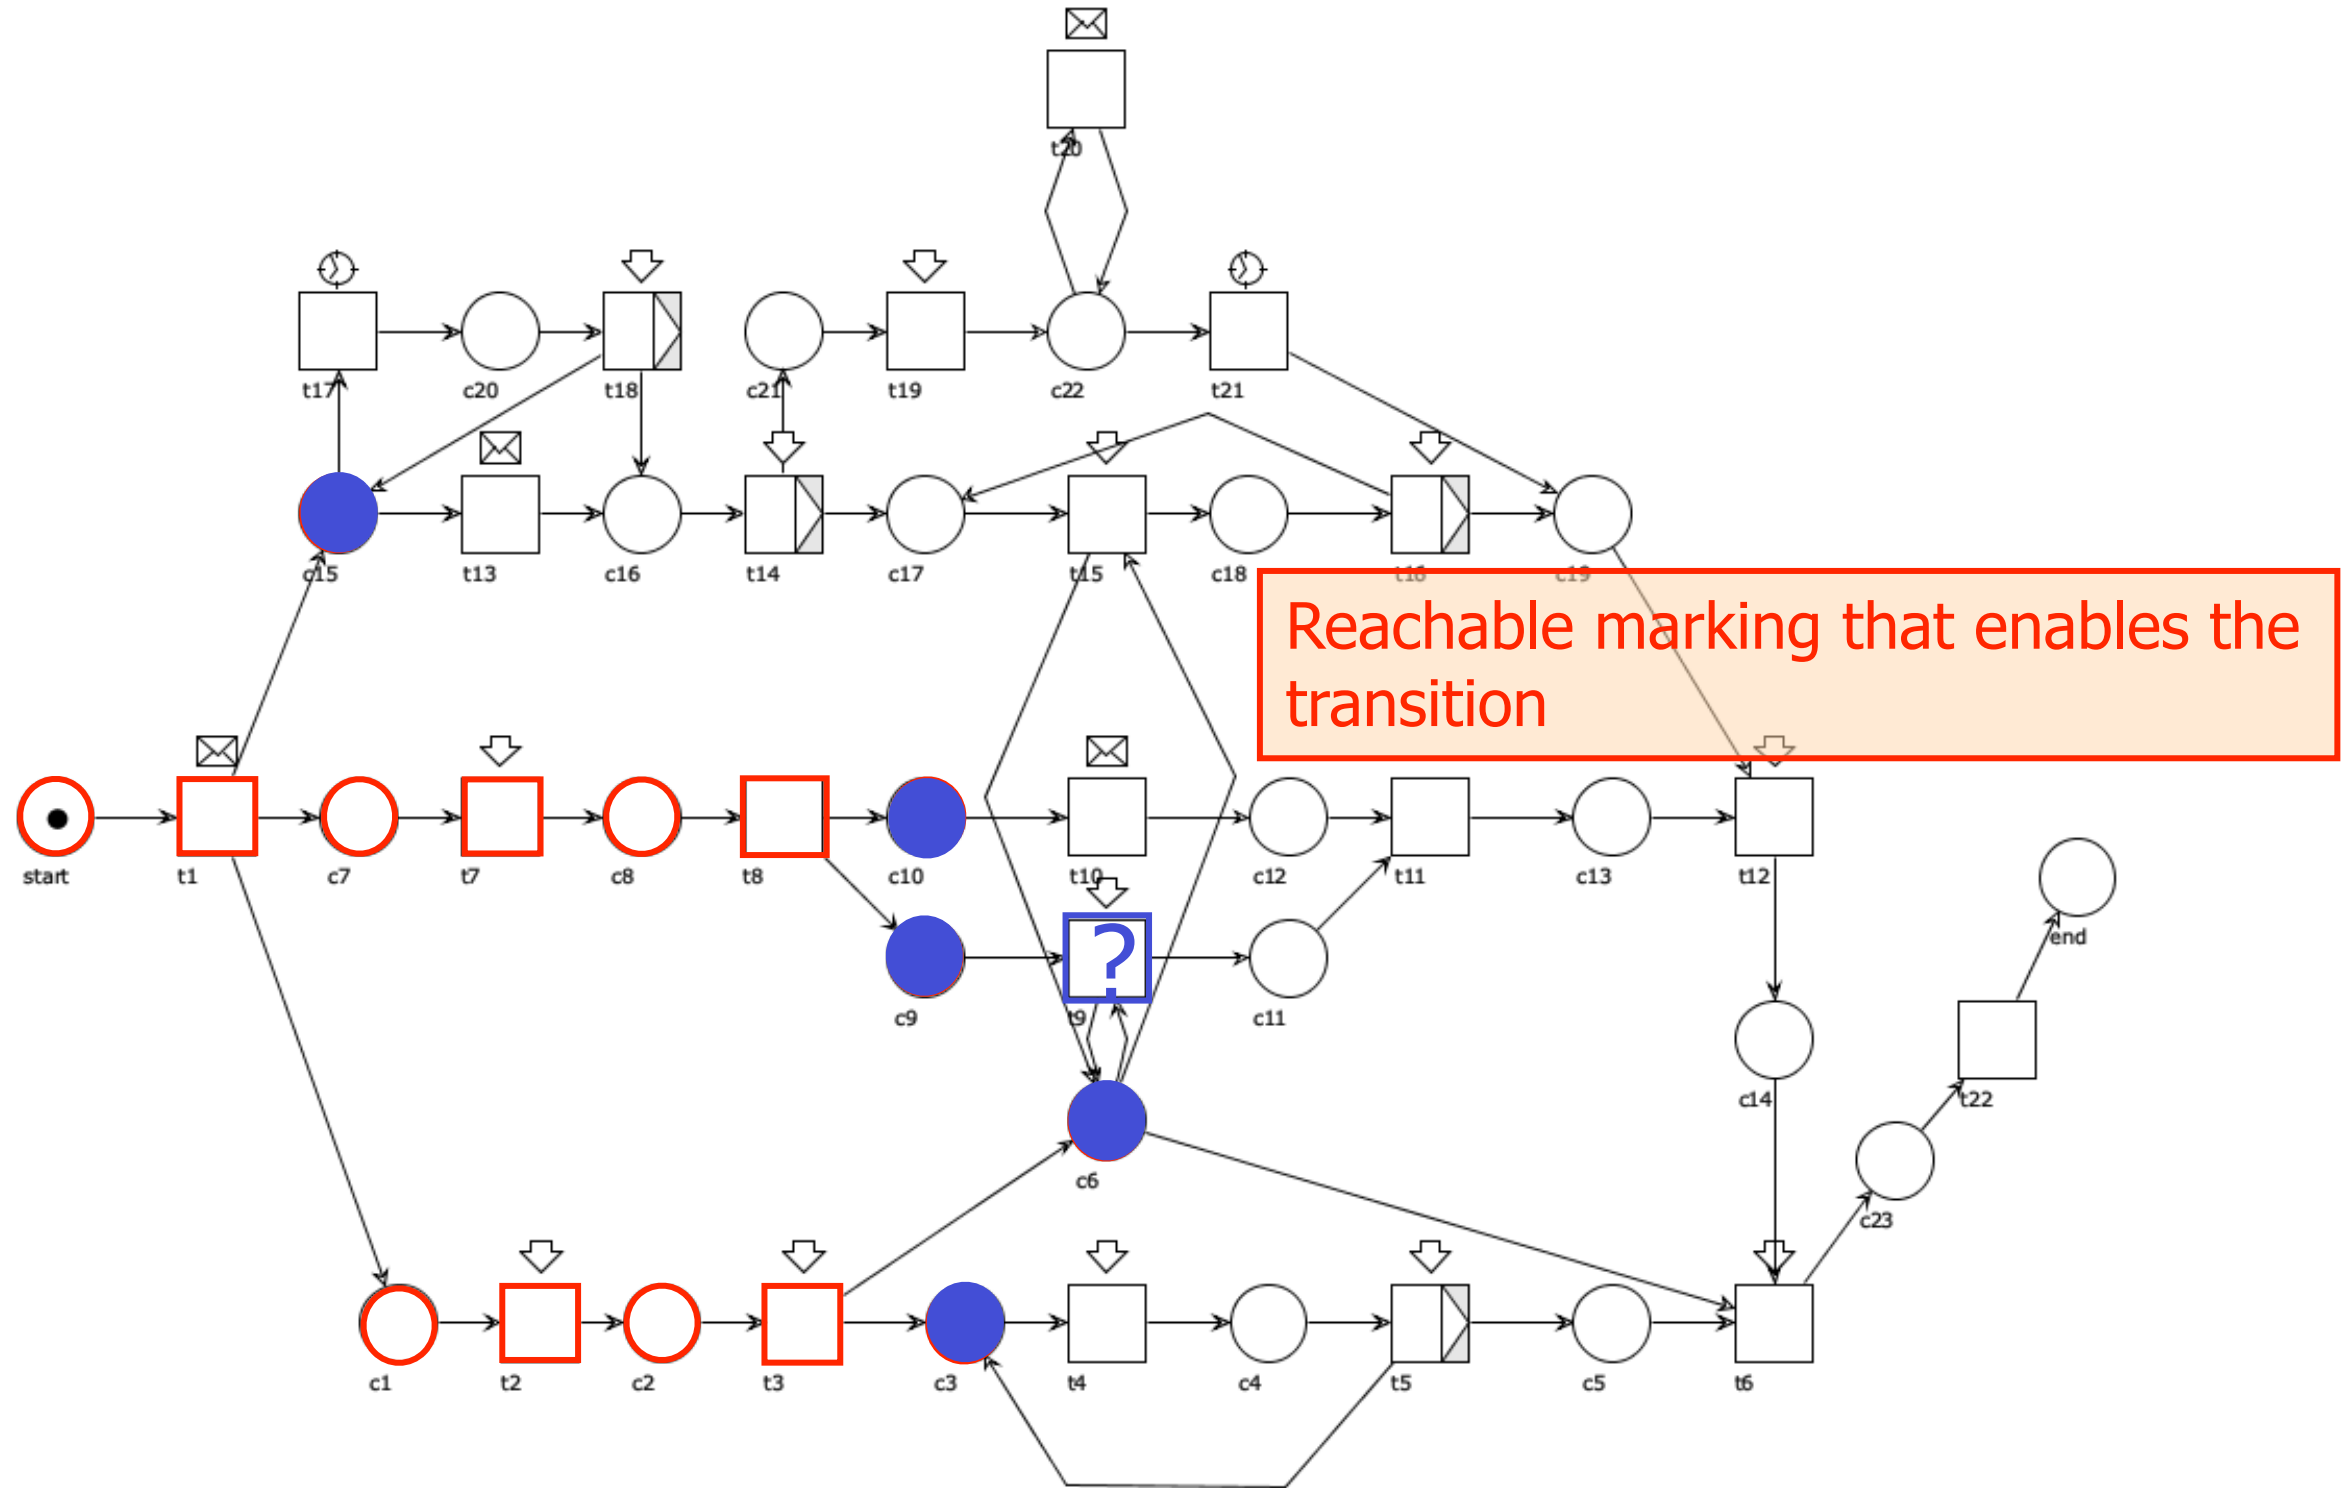 t20
t17
c20
t18
c21
t19
c22
t21
c15
t13
c16
t14
c17
t15
c18
t16
c19
Reachable marking that enables the
transition
start
t1
c7
t7
c8
t8
c10
t10
c12
t11
c13
t12
end
?
c9
t9
c11
c14
t22
c6
c23
c1
t2
c2
t3
c3
t4
c4
t5
c5
t6